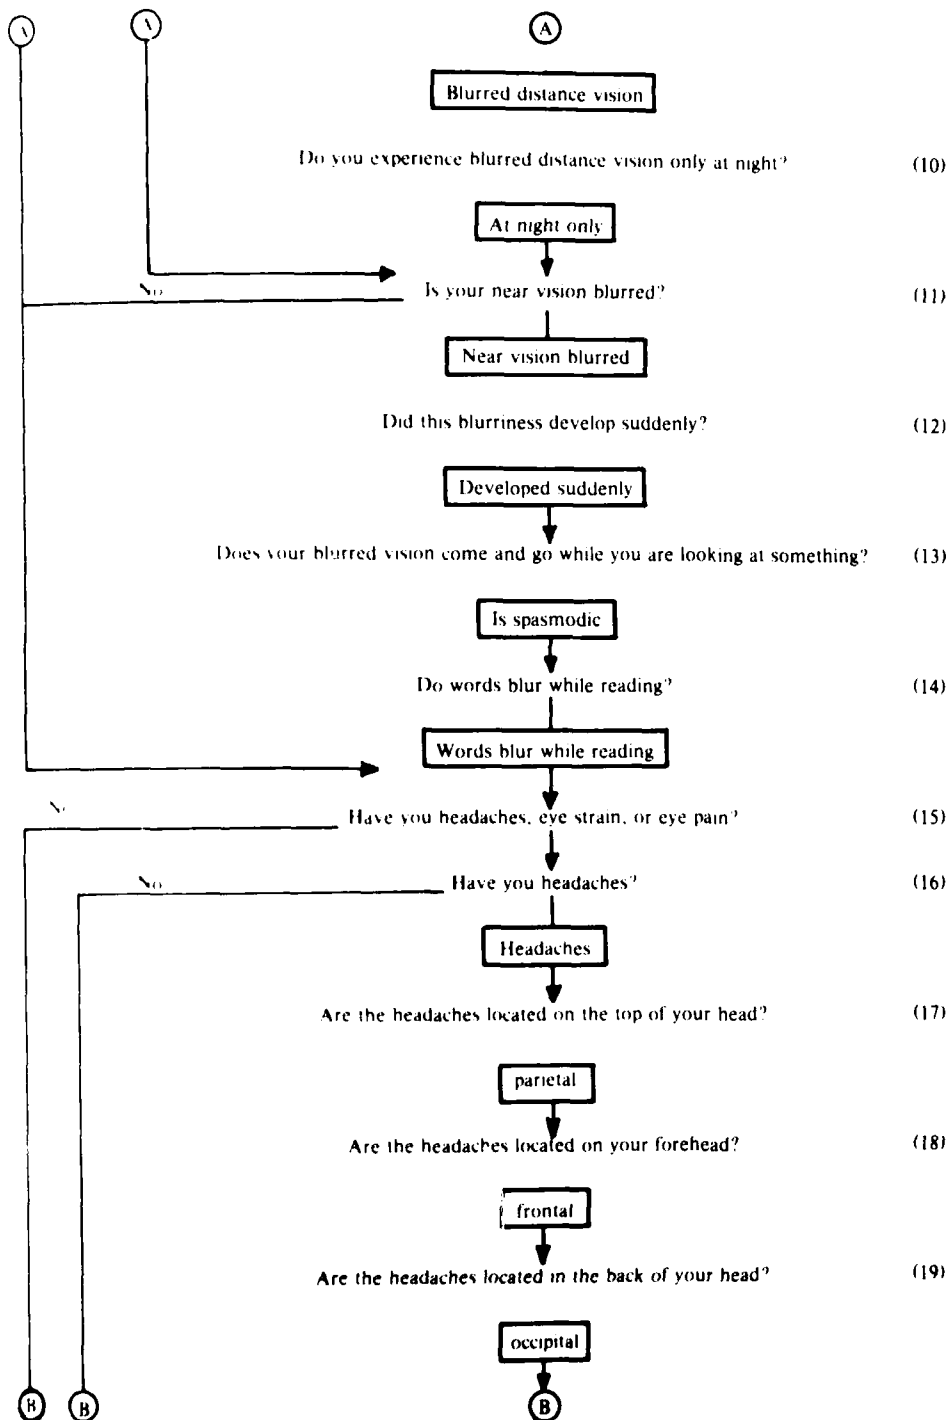 A A A
Blurred distance vision
Do you experience blurred distance vision only at night? (10)
At night only
Is your near vision blurred? (11)
No
Near vision blurred
Did this blurriness develop suddenly? (12)
Developed suddenly
Does your blurred vision come and go while you are looking at something? (13)
Is spasmodic
Do words blur while reading? (14)
Words blur while reading
Have you headaches, eye strain, or eye pain? (15)
No
Have you headaches? (16)
Headaches
Are the headaches located on the top of your head? (17)
parietal
Are the headaches located on your forehead? (18)
frontal
Are the headaches located in the back of your head? (19)
occipital
B B B